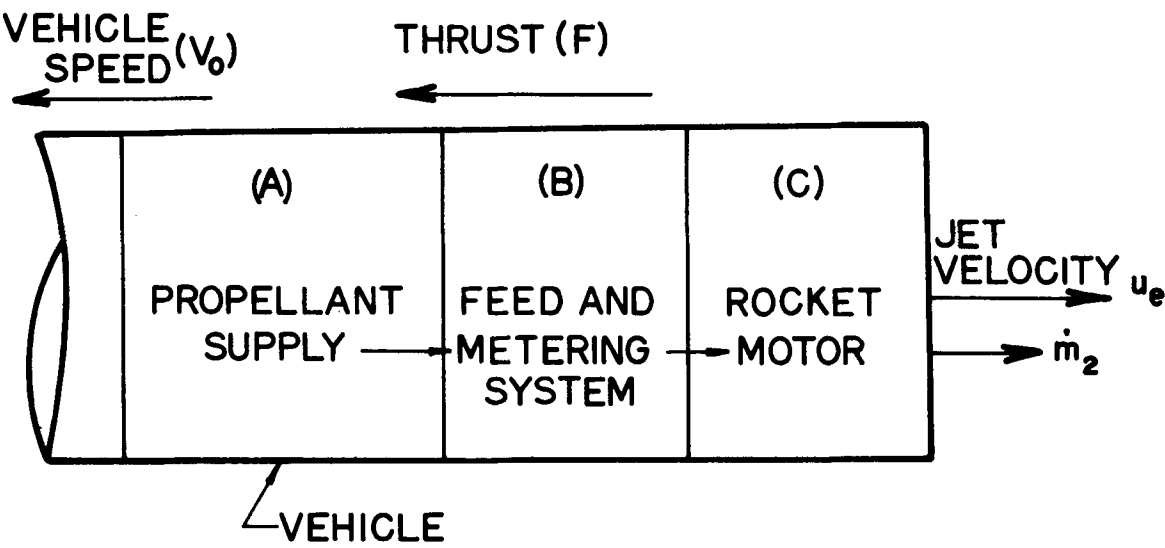 VEHICLE
SPEED (V₀)
THRUST (F)
(A)
(B)
(C)
PROPELLANT
SUPPLY
FEED AND
METERING
SYSTEM
ROCKET
MOTOR
JET
VELOCITY uₑ
ṁ₂
VEHICLE